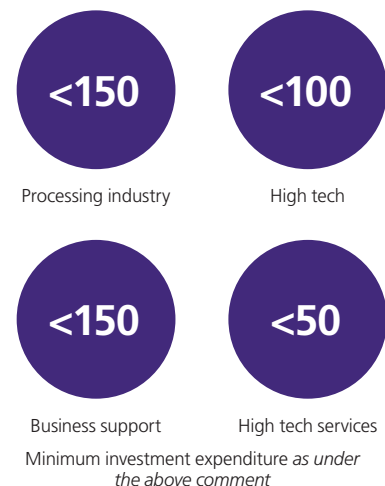 <150
<100
Processing industry
High tech
<150
<50
Business support
High tech services
Minimum investment expenditure as under
the above comment